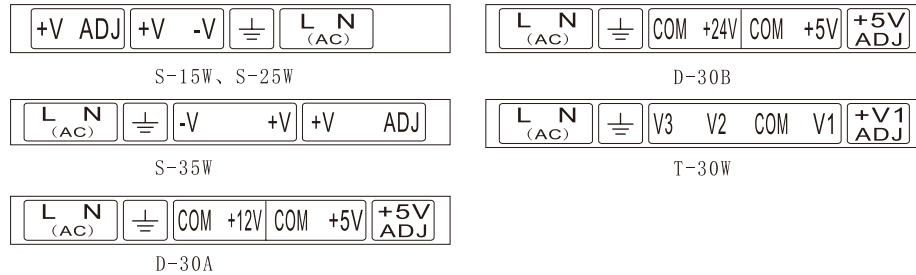 +V ADJ +V -V L N (AC)
S-15W、S-25W
L N (AC) -V +V +V ADJ
S-35W
L N (AC) COM +12V COM +5V +5V ADJ
D-30A
L N (AC) COM +24V COM +5V +5V ADJ
D-30B
L N (AC) V3 V2 COM V1 +V1 ADJ
T-30W